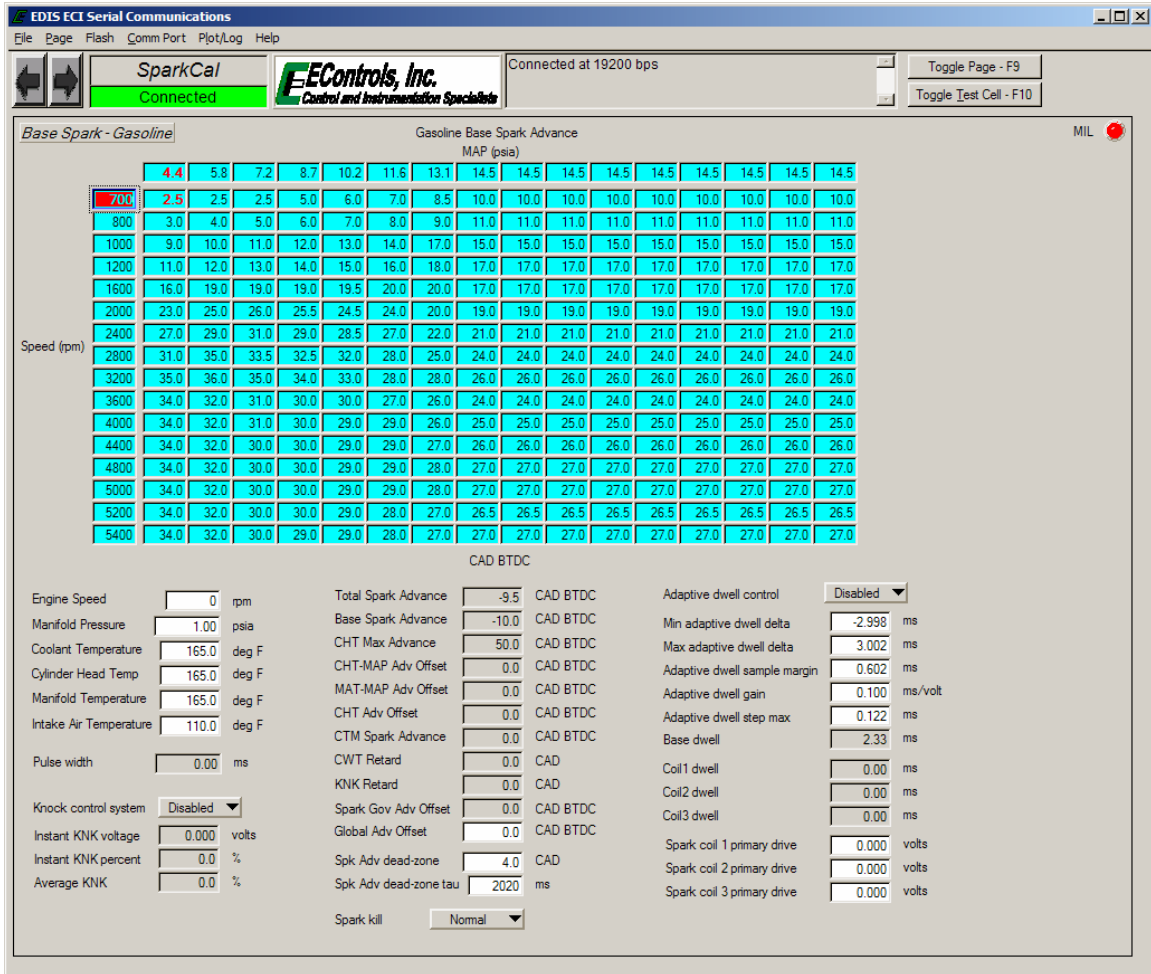 EDIS ECI Serial Communications
File Page Flash Comm Port Plot/Log Help
SparkCal
Connected
EControls, Inc.
Control and Instrumentation Specialists
Connected at 19200 bps
Toggle Page - F9
Toggle Test Cell - F10
Base Spark - Gasoline
Gasoline Base Spark Advance
MIL
MAP (psia)
4.4 5.8 7.2 8.7 10.2 11.6 13.1 14.5 14.5 14.5 14.5 14.5 14.5 14.5 14.5
700 2.5 2.5 2.5 5.0 6.0 7.0 8.5 10.0 10.0 10.0 10.0 10.0 10.0 10.0 10.0
800 3.0 4.0 5.0 6.0 7.0 8.0 9.0 11.0 11.0 11.0 11.0 11.0 11.0 11.0 11.0
1000 9.0 10.0 11.0 12.0 13.0 14.0 17.0 15.0 15.0 15.0 15.0 15.0 15.0 15.0 15.0
1200 11.0 12.0 13.0 14.0 15.0 16.0 18.0 17.0 17.0 17.0 17.0 17.0 17.0 17.0 17.0
1600 16.0 19.0 19.0 19.0 19.5 20.0 20.0 17.0 17.0 17.0 17.0 17.0 17.0 17.0 17.0
2000 23.0 25.0 26.0 25.5 24.5 24.0 20.0 19.0 19.0 19.0 19.0 19.0 19.0 19.0 19.0
2400 27.0 29.0 31.0 29.0 28.5 27.0 22.0 21.0 21.0 21.0 21.0 21.0 21.0 21.0 21.0
Speed (rpm)
2800 31.0 35.0 33.5 32.5 32.0 28.0 25.0 24.0 24.0 24.0 24.0 24.0 24.0 24.0 24.0
3200 35.0 36.0 35.0 34.0 33.0 28.0 28.0 26.0 26.0 26.0 26.0 26.0 26.0 26.0 26.0
3600 34.0 32.0 31.0 30.0 30.0 27.0 26.0 24.0 24.0 24.0 24.0 24.0 24.0 24.0 24.0
4000 34.0 32.0 31.0 30.0 29.0 29.0 26.0 25.0 25.0 25.0 25.0 25.0 25.0 25.0 25.0
4400 34.0 32.0 30.0 30.0 29.0 29.0 27.0 26.0 26.0 26.0 26.0 26.0 26.0 26.0 26.0
4800 34.0 32.0 30.0 30.0 29.0 29.0 28.0 27.0 27.0 27.0 27.0 27.0 27.0 27.0 27.0
5000 34.0 32.0 30.0 30.0 29.0 29.0 28.0 27.0 27.0 27.0 27.0 27.0 27.0 27.0 27.0
5200 34.0 32.0 30.0 30.0 29.0 28.0 27.0 26.5 26.5 26.5 26.5 26.5 26.5 26.5 26.5
5400 34.0 32.0 30.0 29.0 29.0 28.0 27.0 27.0 27.0 27.0 27.0 27.0 27.0 27.0 27.0
CAD BTDC
Engine Speed 0 rpm
Manifold Pressure 1.00 psia
Coolant Temperature 165.0 deg F
Cylinder Head Temp 165.0 deg F
Manifold Temperature 165.0 deg F
Intake Air Temperature 110.0 deg F
Pulse width 0.00 ms
Knock control system Disabled
Instant KNK voltage 0.000 volts
Instant KNK percent 0.0 %
Average KNK 0.0 %
Total Spark Advance -9.5 CAD BTDC
Base Spark Advance -10.0 CAD BTDC
CHT Max Advance 50.0 CAD BTDC
CHT-MAP Adv Offset 0.0 CAD BTDC
MAT-MAP Adv Offset 0.0 CAD BTDC
CHT Adv Offset 0.0 CAD BTDC
CTM Spark Advance 0.0 CAD BTDC
CWT Retard 0.0 CAD
KNK Retard 0.0 CAD
Spark Gov Adv Offset 0.0 CAD BTDC
Global Adv Offset 0.0 CAD BTDC
Spk Adv dead-zone 4.0 CAD
Spk Adv dead-zone tau 2020 ms
Spark kill Normal
Adaptive dwell control Disabled
Min adaptive dwell delta -2.998 ms
Max adaptive dwell delta 3.002 ms
Adaptive dwell sample margin 0.602 ms
Adaptive dwell gain 0.100 ms/volt
Adaptive dwell step max 0.122 ms
Base dwell 2.33 ms
Coil1 dwell 0.00 ms
Coil2 dwell 0.00 ms
Coil3 dwell 0.00 ms
Spark coil 1 primary drive 0.000 volts
Spark coil 2 primary drive 0.000 volts
Spark coil 3 primary drive 0.000 volts